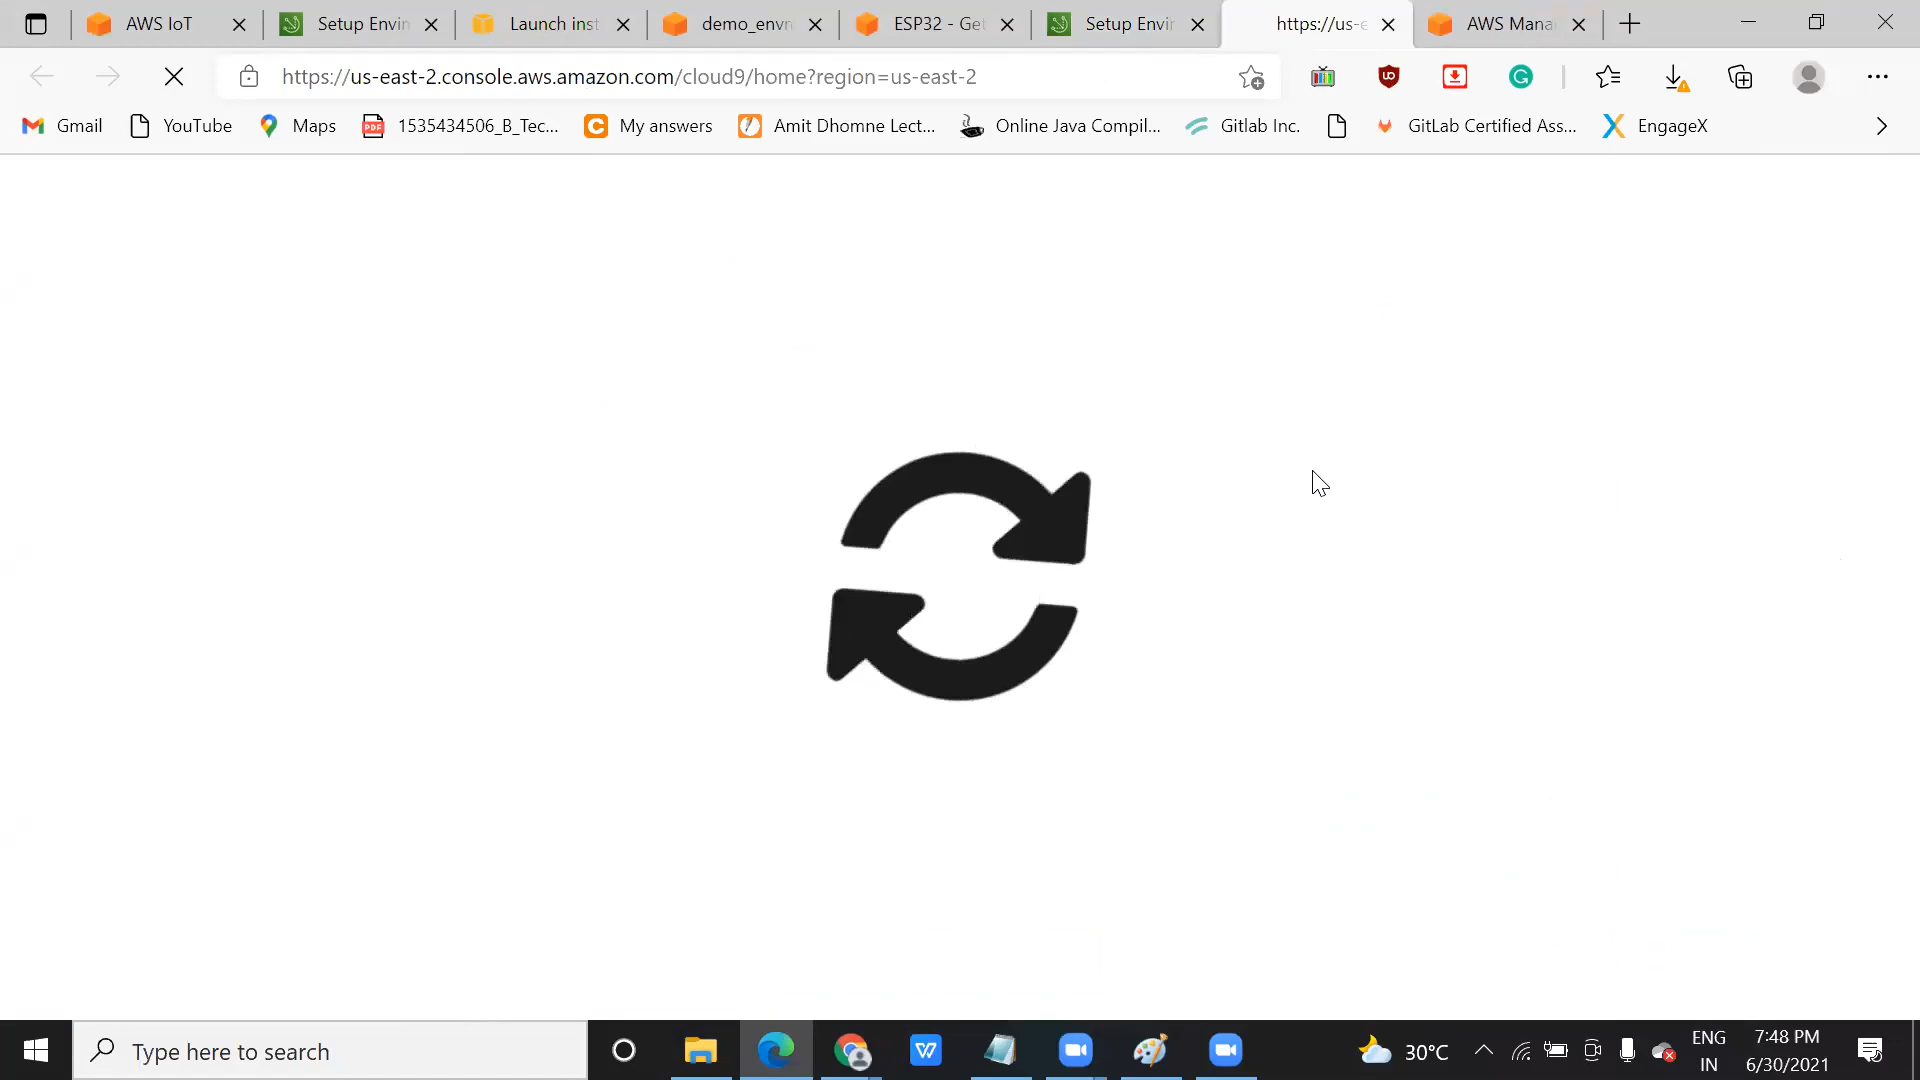 AWS IoT
Setup Envir
Launch inst
demo_envr
ESP32 - Get
Setup Envir
https://us-e
AWS Mana
https://us-east-2.console.aws.amazon.com/cloud9/home?region=us-east-2
Gmail
YouTube
Maps
PDF
1535434506_B_Tec...
My answers
Amit Dhomne Lect...
Online Java Compil...
Gitlab Inc.
GitLab Certified Ass...
EngageX
Type here to search
30°C
ENG
IN
7:48 PM
6/30/2021